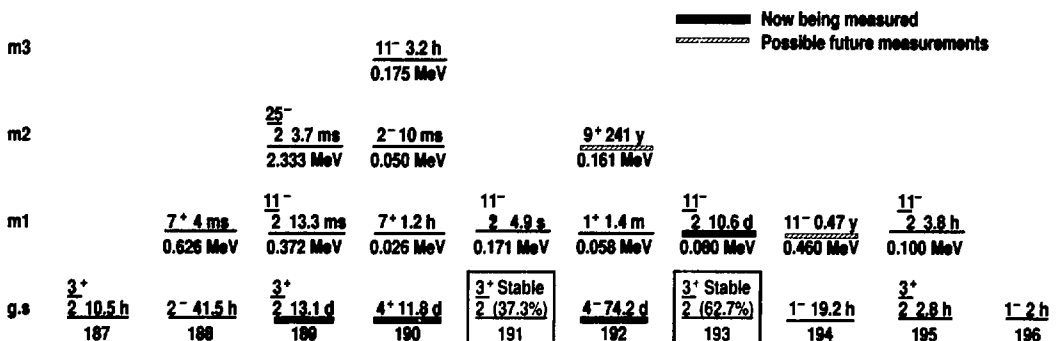 Now being measured
Possible future measurements
m3
11⁻ 3.2 h
0.175 MeV
m2
25⁻
2 3.7 ms
2⁻ 10 ms
9⁺ 241 y
2.333 MeV
0.050 MeV
0.161 MeV
m1
11⁻
11⁻
11⁻
11⁻
7⁺ 4 ms
2 13.3 ms
7⁺ 1.2 h
2 4.9 s
1⁺ 1.4 m
2 10.6 d
11⁻ 0.47 y
2 3.8 h
0.626 MeV
0.372 MeV
0.026 MeV
0.171 MeV
0.058 MeV
0.080 MeV
0.460 MeV
0.100 MeV
g.s
3⁺
3⁺
3⁺ Stable
3⁺ Stable
3⁺
2 10.5 h
2⁻ 41.5 h
2 13.1 d
4⁺ 11.8 d
2 (37.3%)
4⁻ 74.2 d
2 (62.7%)
1⁻ 19.2 h
2 2.8 h
1⁻ 2 h
187
188
189
190
191
192
193
194
195
196